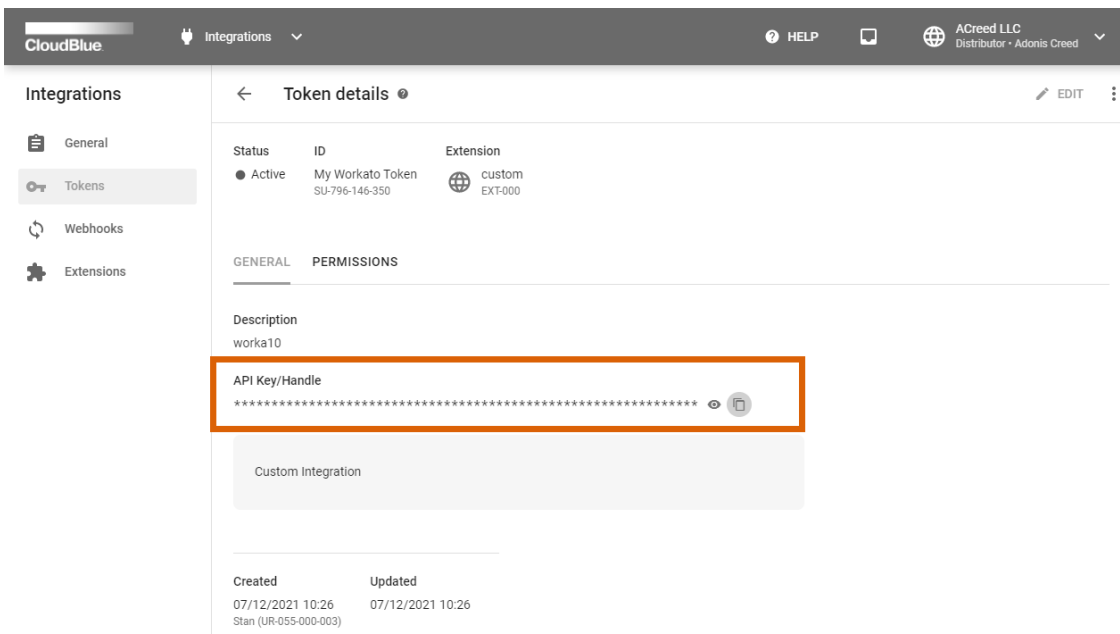 CloudBlue
Integrations
HELP
ACreed LLC
Distributor • Adonis Creed
Integrations
General
Tokens
Webhooks
Extensions
Token details
EDIT
Status ID Extension
Active My Workato Token custom
SU-796-146-350 EXT-000
GENERAL PERMISSIONS
Description
worka10
API Key/Handle
**************************************************************
Custom Integration
Created Updated
07/12/2021 10:26 07/12/2021 10:26
Stan (UR-055-000-003)